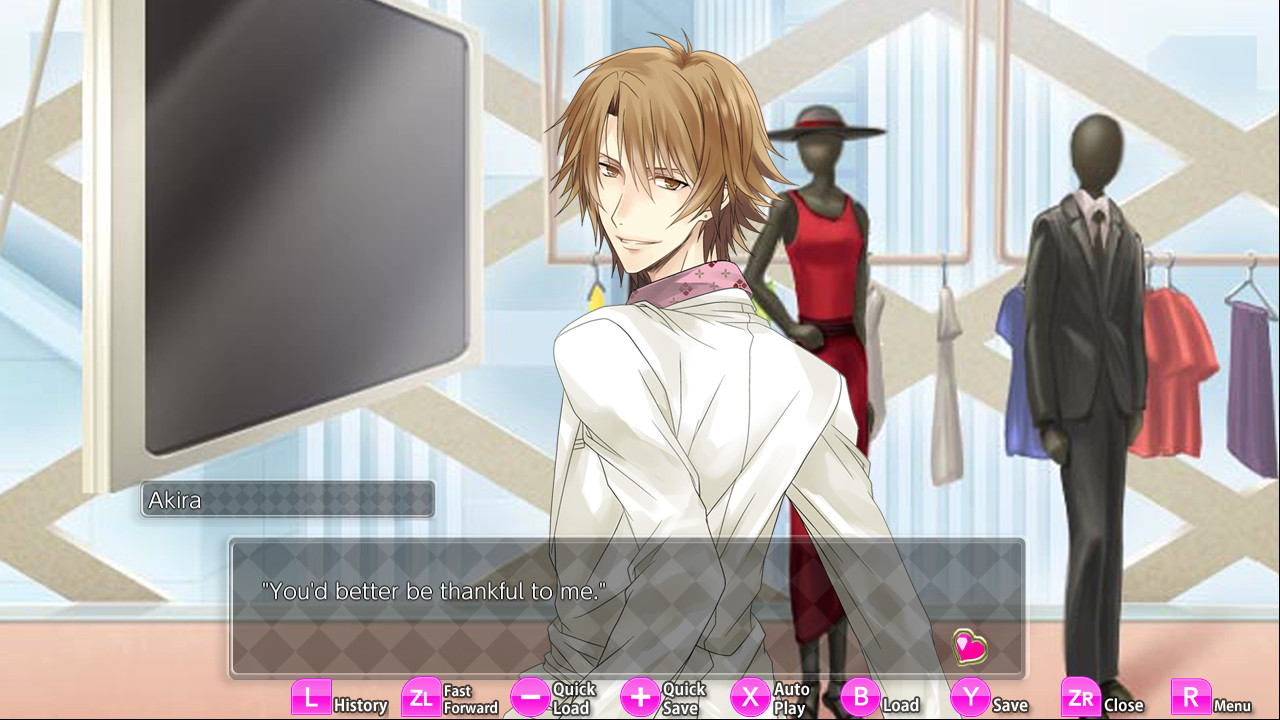 Akira
"You'd better be thankful to me."
L History
ZL Fast Forward
− Quick Load
+ Quick Save
X Auto Play
B Load
Y Save
ZR Close
R Menu